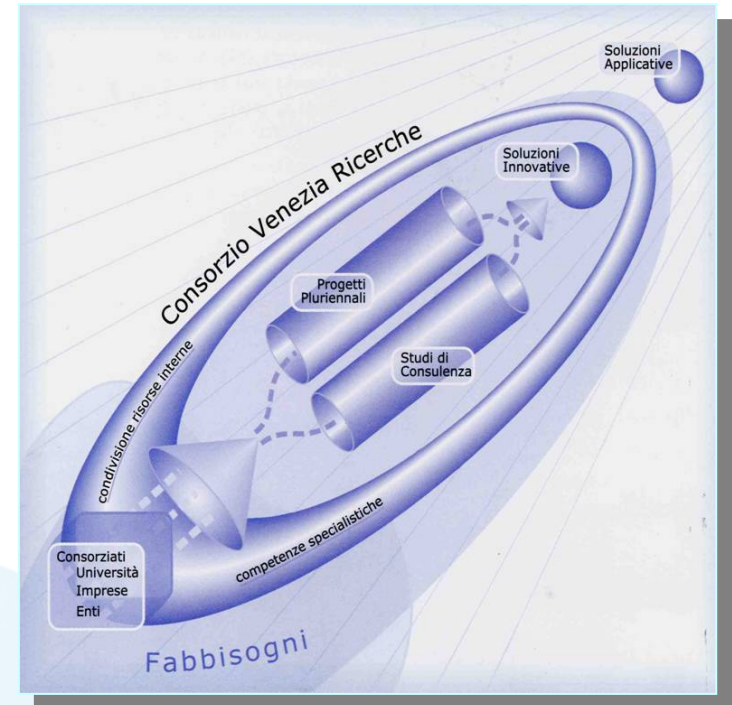 Soluzioni
Applicative
Soluzioni
Innovative
Consorzio Venezia Ricerche
Progetti
Pluriennali
Studi di
Consulenza
condivisione risorse interne
competenze specialistiche
Consorziati
Università
Imprese
Enti
Fabbisogni